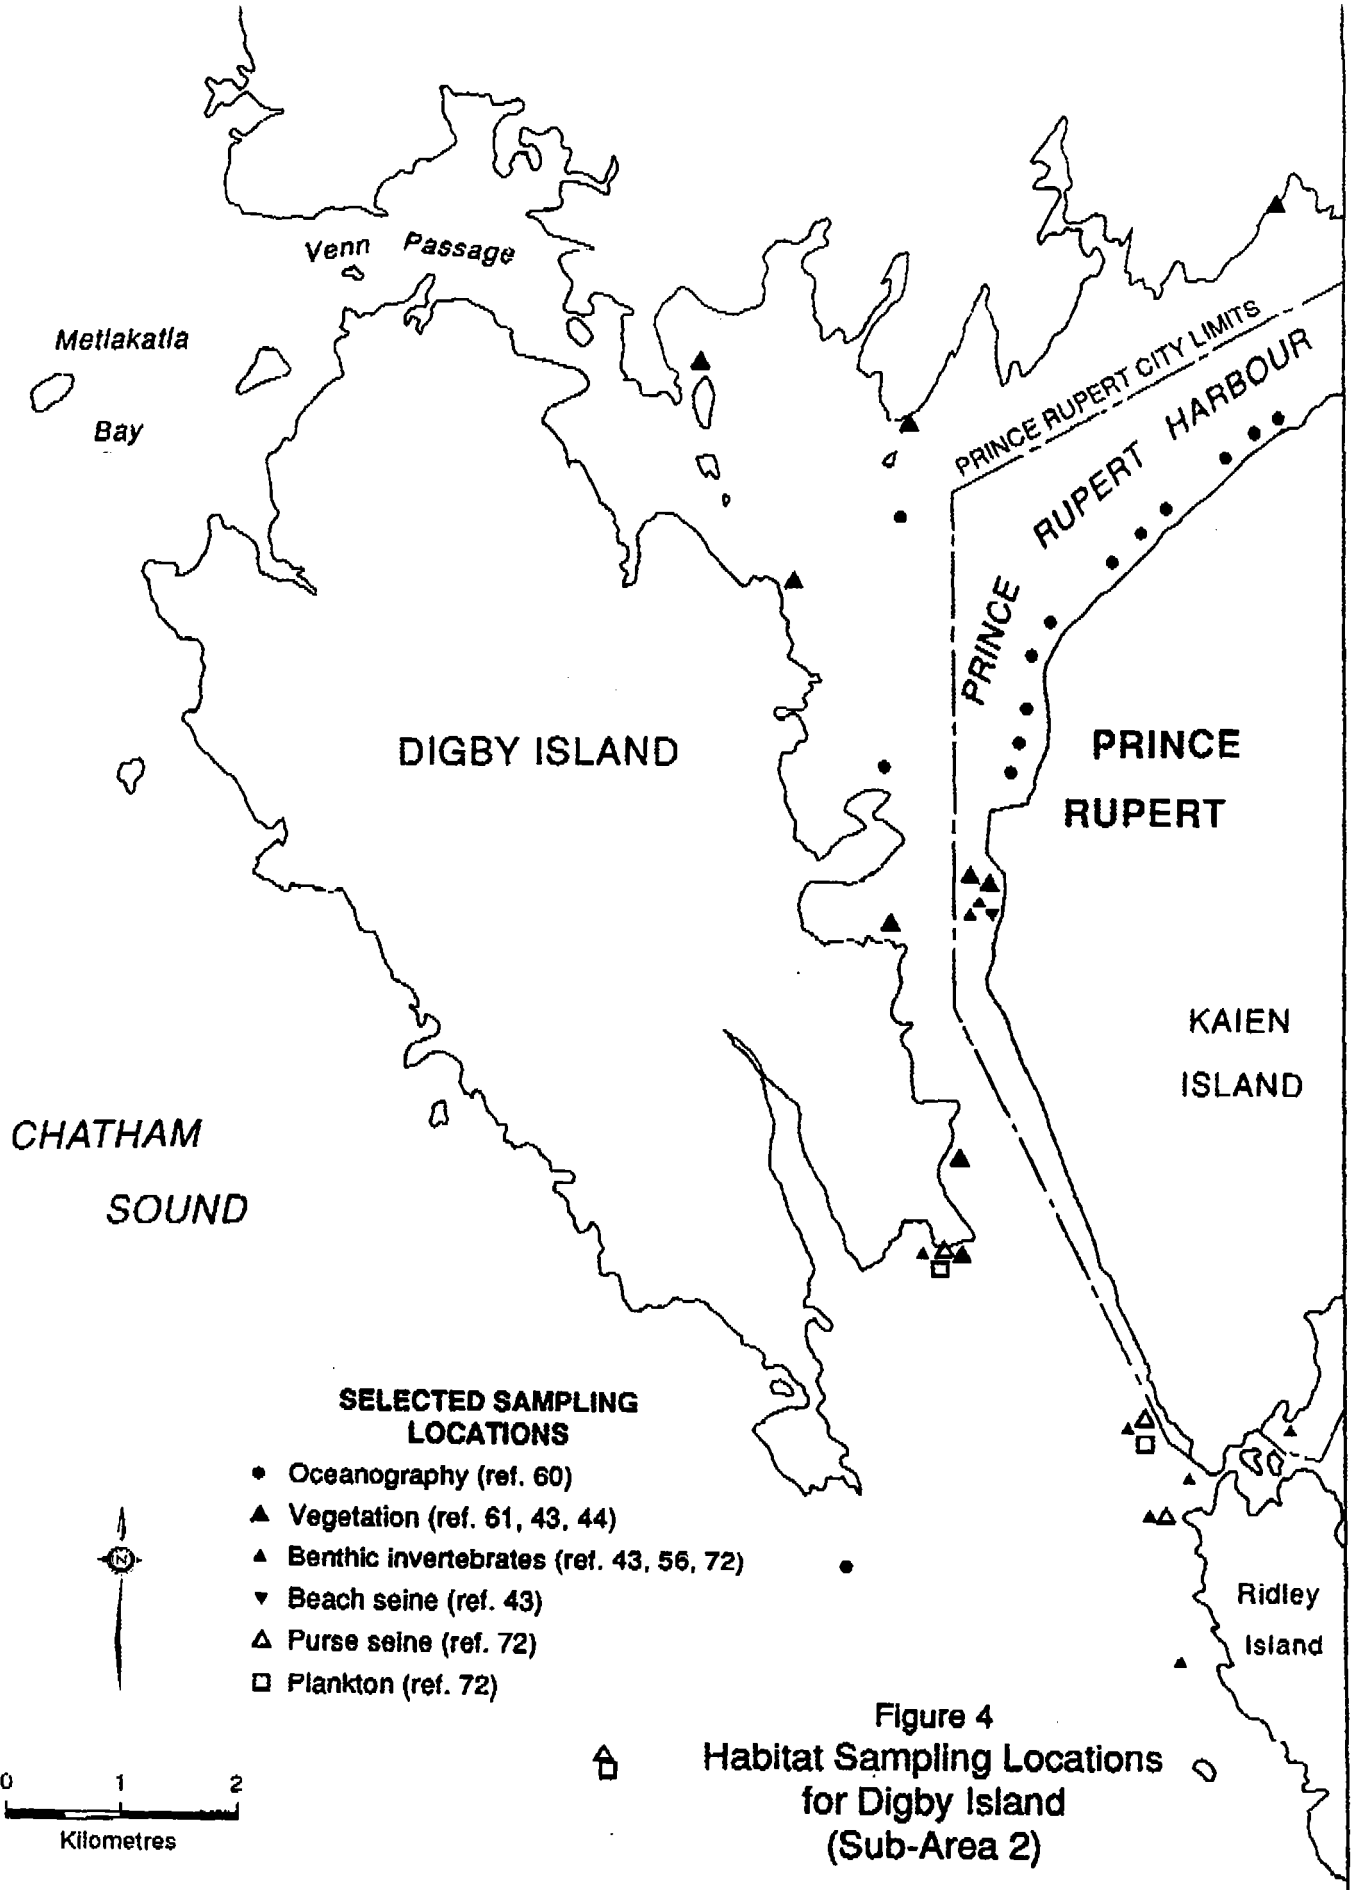 Venn Passage
Metlakatla
Bay
PRINCE RUPERT CITY LIMITS
PRINCE RUPERT HARBOUR
DIGBY ISLAND
PRINCE
RUPERT
KAIEN
ISLAND
CHATHAM
SOUND
SELECTED SAMPLING
LOCATIONS
Oceanography (ref. 60)
Vegetation (ref. 61, 43, 44)
Benthic invertebrates (ref. 43, 56, 72)
Beach seine (ref. 43)
Purse seine (ref. 72)
Plankton (ref. 72)
N
Ridley
Island
0 1 2
Kilometres
Figure 4
Habitat Sampling Locations
for Digby Island
(Sub-Area 2)